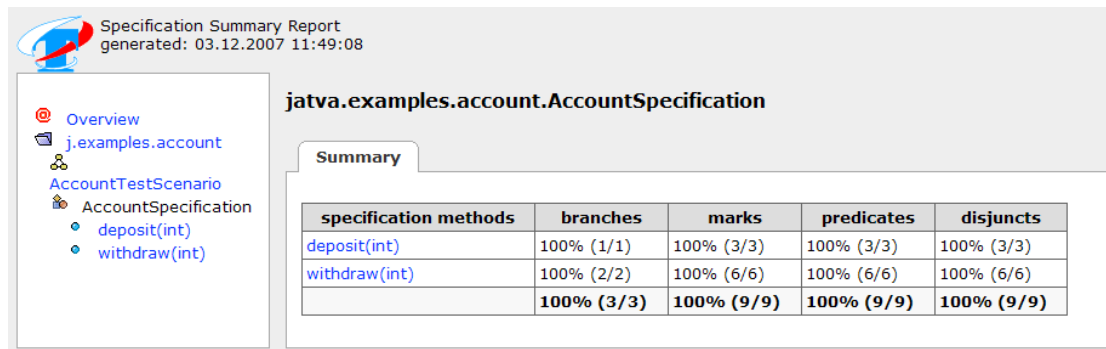 Specification Summary Report
generated: 03.12.2007 11:49:08
@ Overview
j.examples.account
AccountTestScenario
AccountSpecification
deposit(int)
withdraw(int)
jatva.examples.account.AccountSpecification
Summary
specification methods branches marks predicates disjuncts
deposit(int) 100% (1/1) 100% (3/3) 100% (3/3) 100% (3/3)
withdraw(int) 100% (2/2) 100% (6/6) 100% (6/6) 100% (6/6)
100% (3/3) 100% (9/9) 100% (9/9) 100% (9/9)